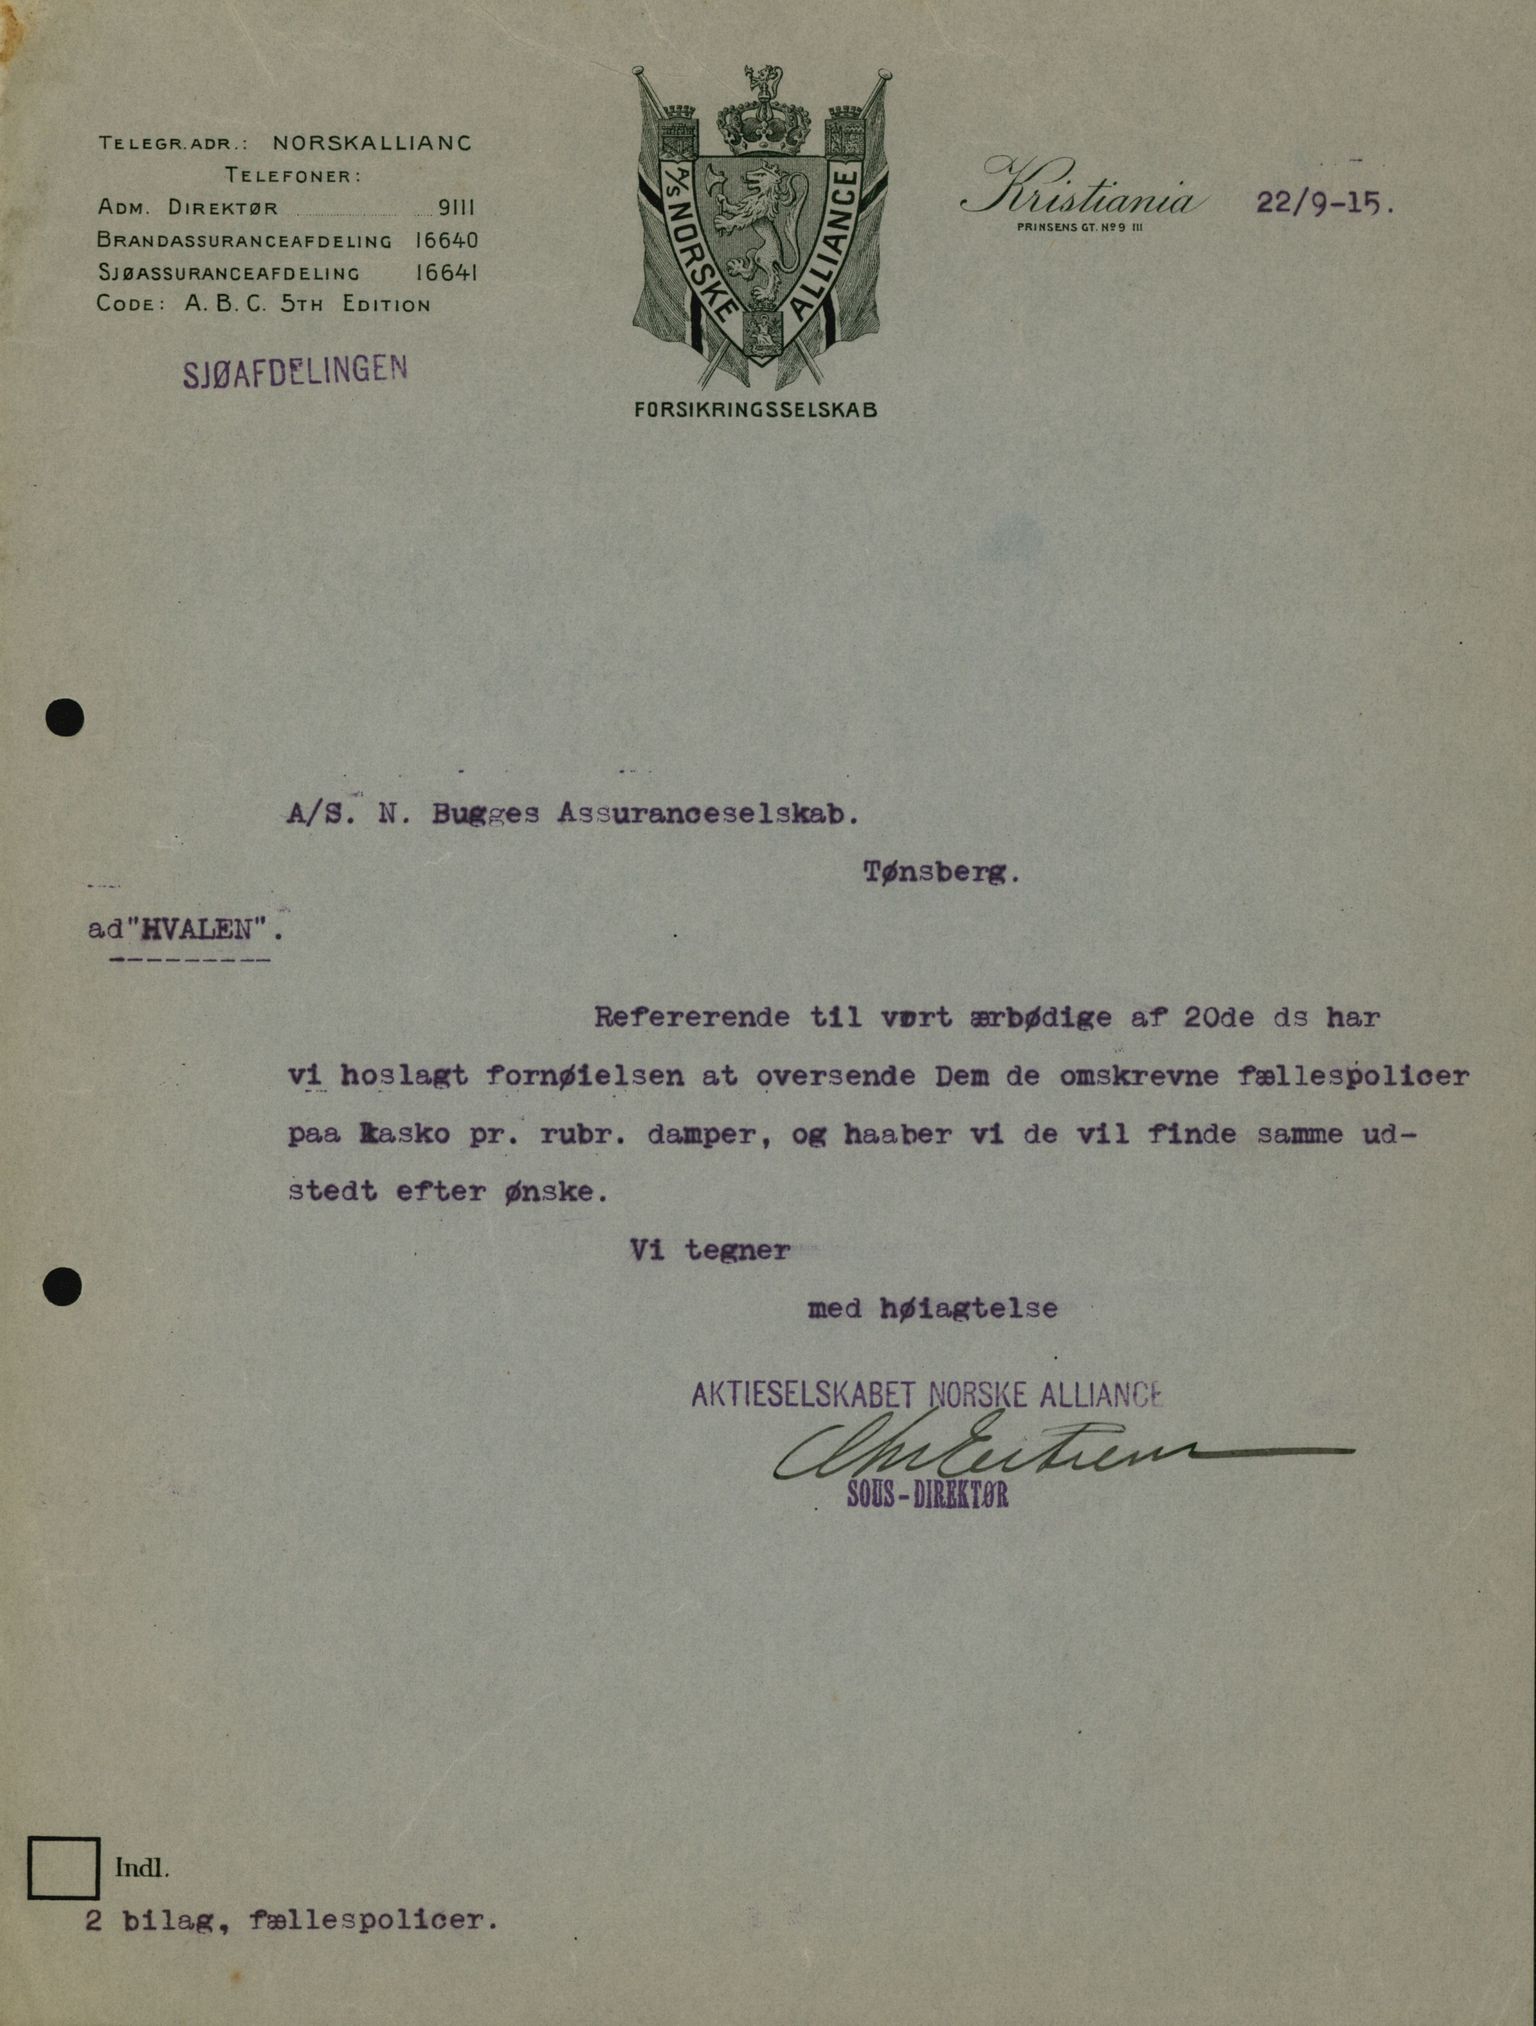 TELEGR.ADR.: NORSKALLIANC
TELEFONER:
ADM. DIREKTØR 9111
BRANDASSURANCEAFDELING 16640
SJØASSURANCEAFDELING 16641
CODE: A. B. C. 5TH EDITION
SJØAFDELINGEN
A/S NORSKE ALLIANCE
FORSIKRINGSSELSKAB
Kristiania 22/9-15.
PRINSENS GT. Nº 9 III
A/S. N. Bugges Assuranceselskab.
Tønsberg.
ad"HVALEN".
Refererende til vort ærbødige af 20de ds har
vi hoslagt fornøielsen at oversende Dem de omskrevne fællespolicer
paa kasko pr. rubr. damper, og haaber vi de vil finde samme ud-
stedt efter ønske.
Vi tegner
med høiagtelse
AKTIESELSKABET NORSKE ALLIANCE
SOUS-DIREKTØR
Indl.
2 bilag, fællespolicer.